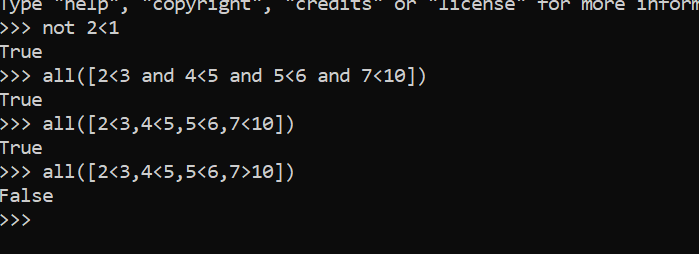 Type "help", "copyright", "credits" or "license" for more inform
>>> not 2<1
True
>>> all([2<3 and 4<5 and 5<6 and 7<10])
True
>>> all([2<3,4<5,5<6,7<10])
True
>>> all([2<3,4<5,5<6,7>10])
False
>>>